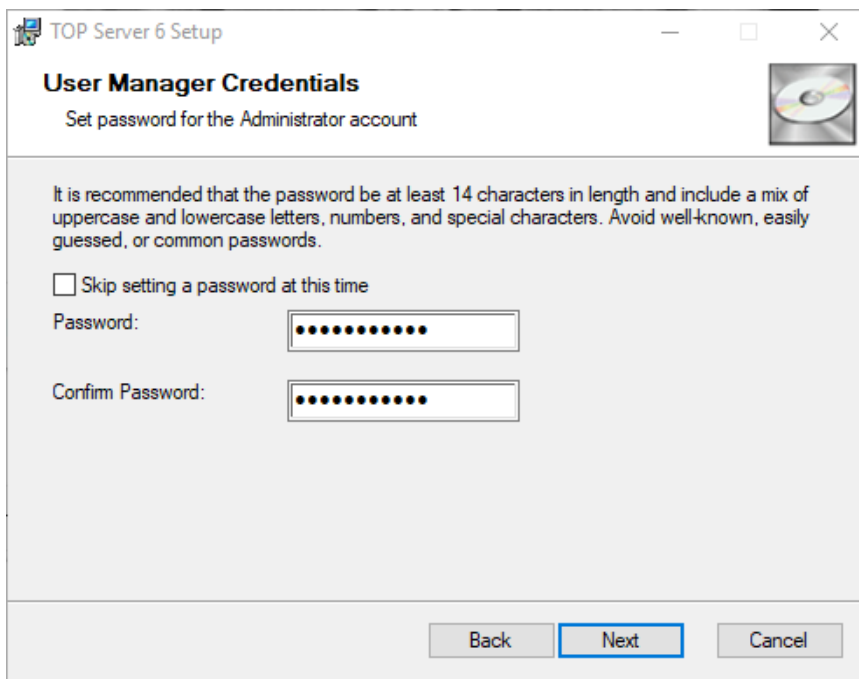 TOP Server 6 Setup
User Manager Credentials
Set password for the Administrator account
It is recommended that the password be at least 14 characters in length and include a mix of
uppercase and lowercase letters, numbers, and special characters. Avoid well-known, easily
guessed, or common passwords.
Skip setting a password at this time
Password: •••••••••••
Confirm Password: •••••••••••
Back Next Cancel